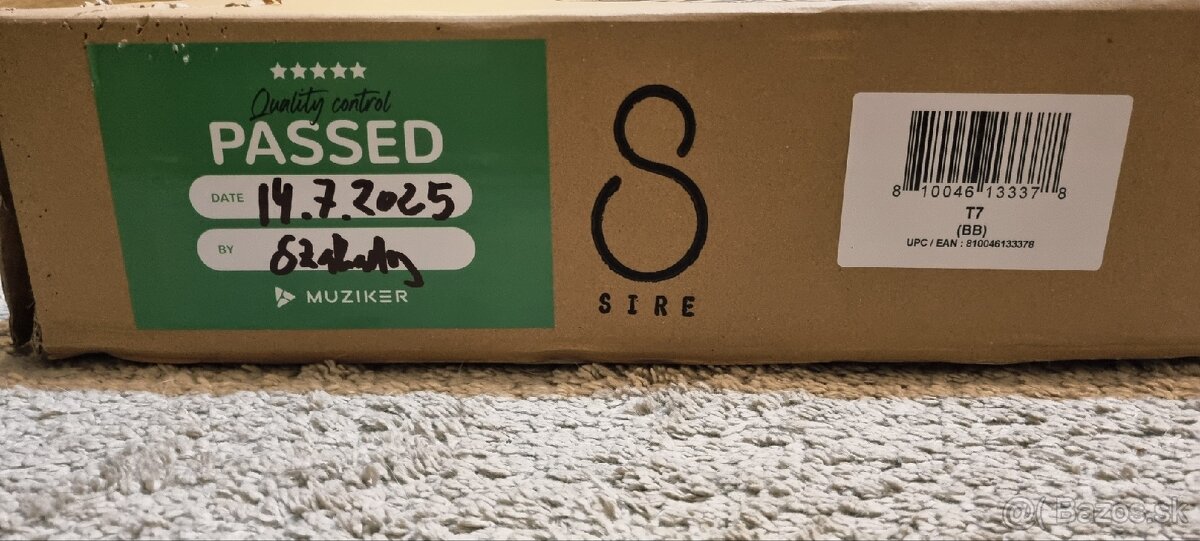 Quality control
PASSED
DATE 14.7.2025
BY
MUZIKER
SIRE
8 10046 13337 8
T7
(BB)
UPC / EAN : 810046133378
@( Bazos.sk